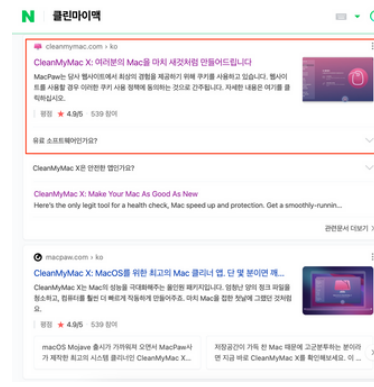 N 클린마이맥
cleanmymac.com › ko
CleanMyMac X: 여러분의 Mac을 마치 새것처럼 만들어드립니다
MacPaw는 당사 웹사이트에서 최상의 경험을 제공하기 위해 쿠키를 사용하고 있습니다. 웹사이
트를 사용할 경우 이러한 쿠키 사용 정책에 동의하는 것으로 간주됩니다. 자세한 내용은 여기를 클
릭하십시오.
평점 ★ 4.9/5 539 참여
유료 소프트웨어인가요?
CleanMyMac X은 안전한 앱인가요?
CleanMyMac X: Make Your Mac As Good As New
Here's the only legit tool for a health check, Mac speed up and protection. Get a smoothly-runnin...
관련문서 더보기
macpaw.com › ko
CleanMyMac X: MacOS를 위한 최고의 Mac 클리너 앱. 단 몇 분이면 깨...
CleanMyMac X는 Mac의 성능을 극대화해주는 올인원 패키지입니다. 엄청난 양의 정크 파일을
청소하고, 컴퓨터를 훨씬 더 빠르게 작동하게 만들어주죠. 마치 Mac을 접한 첫날에 그랬던 것처럼
요.
평점 ★ 4.9/5 539 참여
macOS Mojave 출시가 가까워져 오면서 MacPaw사
가 제작한 최고의 시스템 클리너인 CleanMyMac X...
저장공간이 가득 찬 Mac 때문에 고군분투하는 분이라
면 지금 바로 CleanMyMac X를 확인해보세요. 이 ...